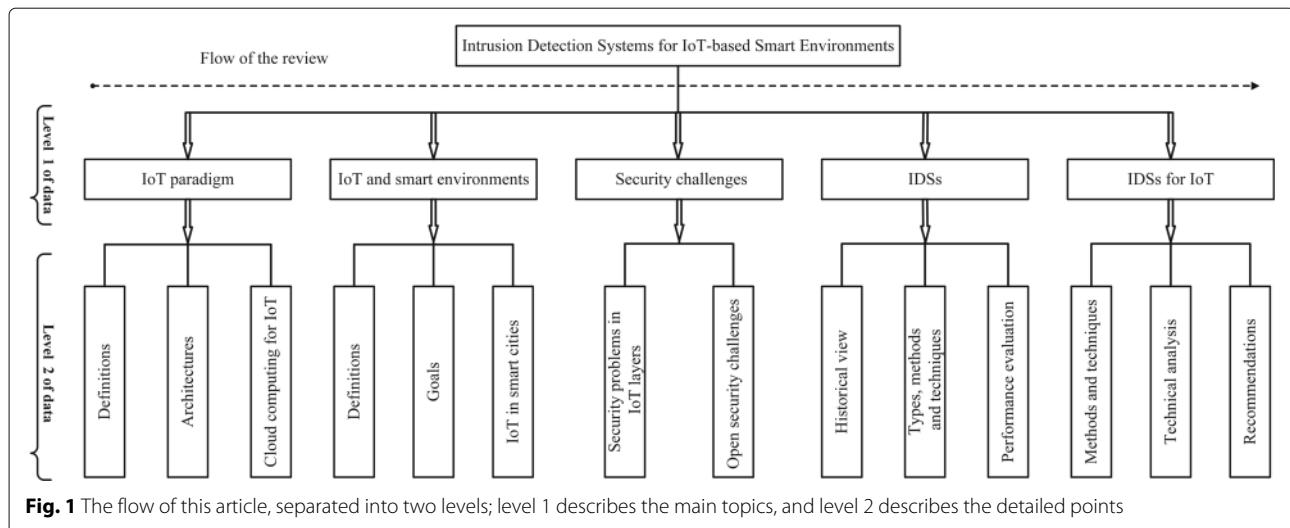 Intrusion Detection Systems for IoT-based Smart Environments
Flow of the review
Level 1 of data
IoT paradigm
IoT and smart environments
Security challenges
IDSs
IDSs for IoT
Level 2 of data
Definitions
Architectures
Cloud computing for IoT
Definitions
Goals
IoT in smart cities
Security problems in
IoT layers
Open security challenges
Historical view
Types, methods
and techniques
Performance evaluation
Methods and techniques
Technical analysis
Recommendations
Fig. 1 The flow of this article, separated into two levels; level 1 describes the main topics, and level 2 describes the detailed points